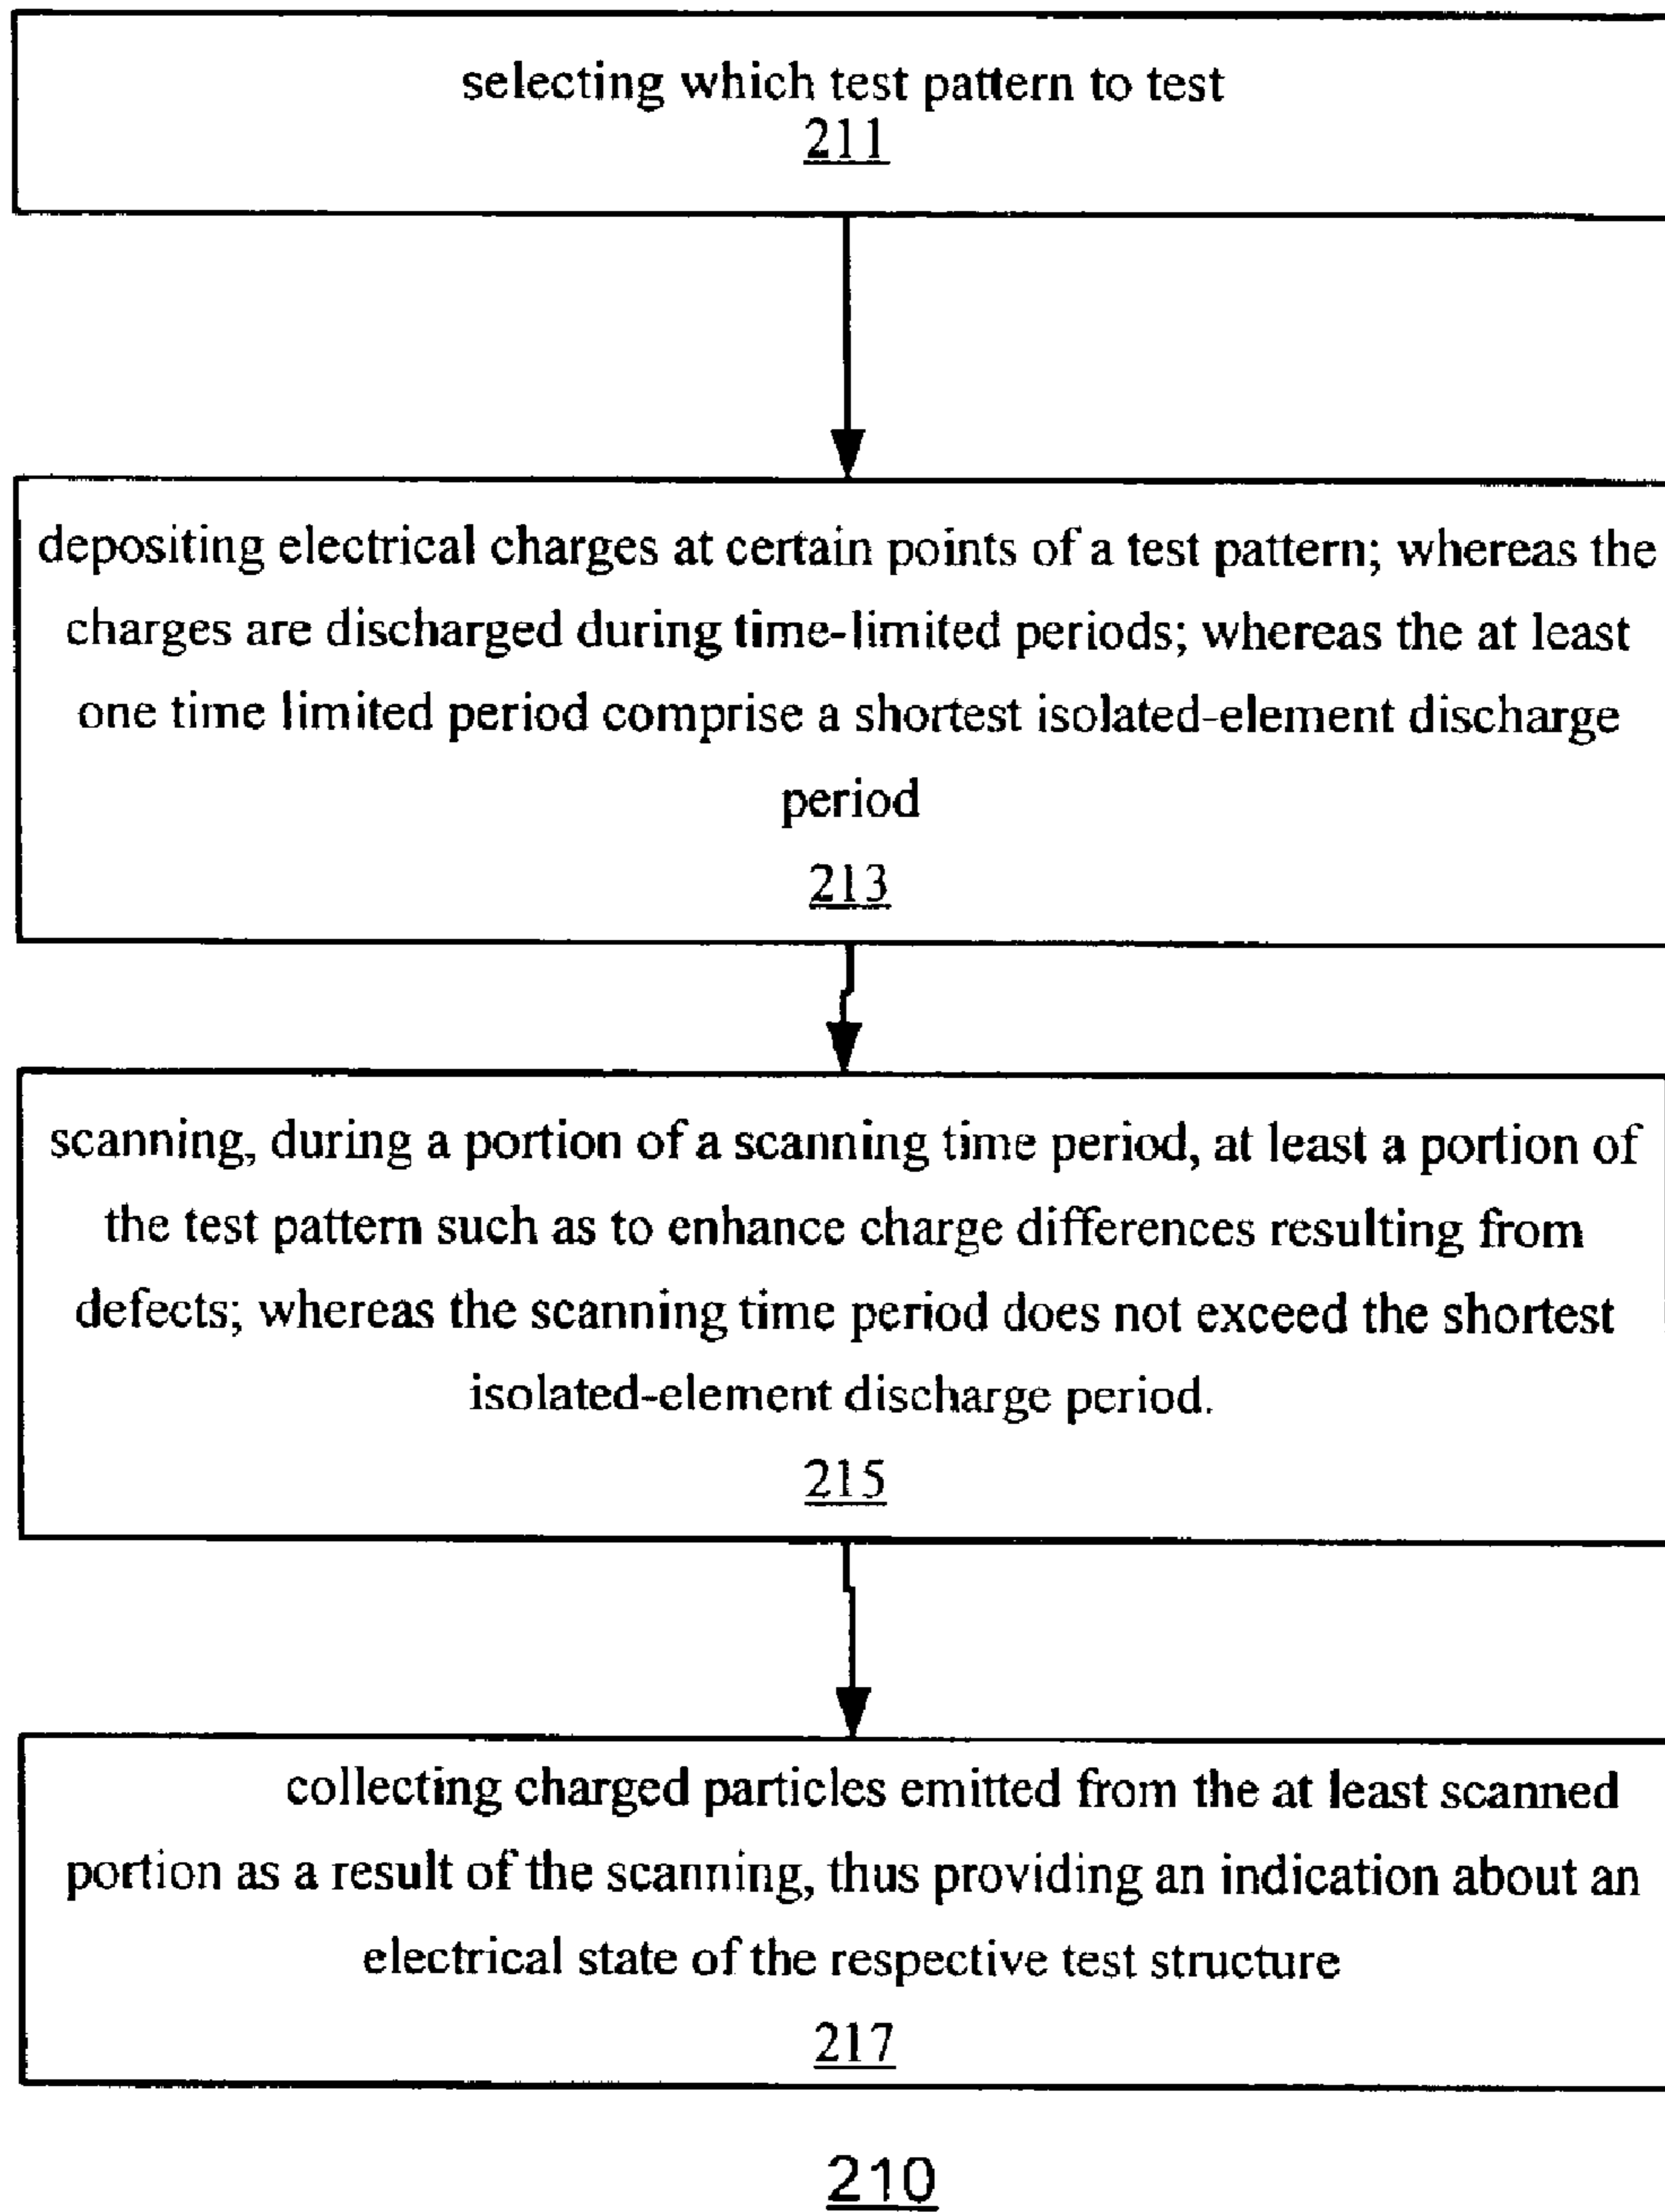 selecting which test pattern to test
211
depositing electrical charges at certain points of a test pattern; whereas the
charges are discharged during time-limited periods; whereas the at least
one time limited period comprise a shortest isolated-element discharge
period
213
scanning, during a portion of a scanning time period, at least a portion of
the test pattern such as to enhance charge differences resulting from
defects; whereas the scanning time period does not exceed the shortest
isolated-element discharge period.
215
collecting charged particles emitted from the at least scanned
portion as a result of the scanning, thus providing an indication about an
electrical state of the respective test structure
217
210